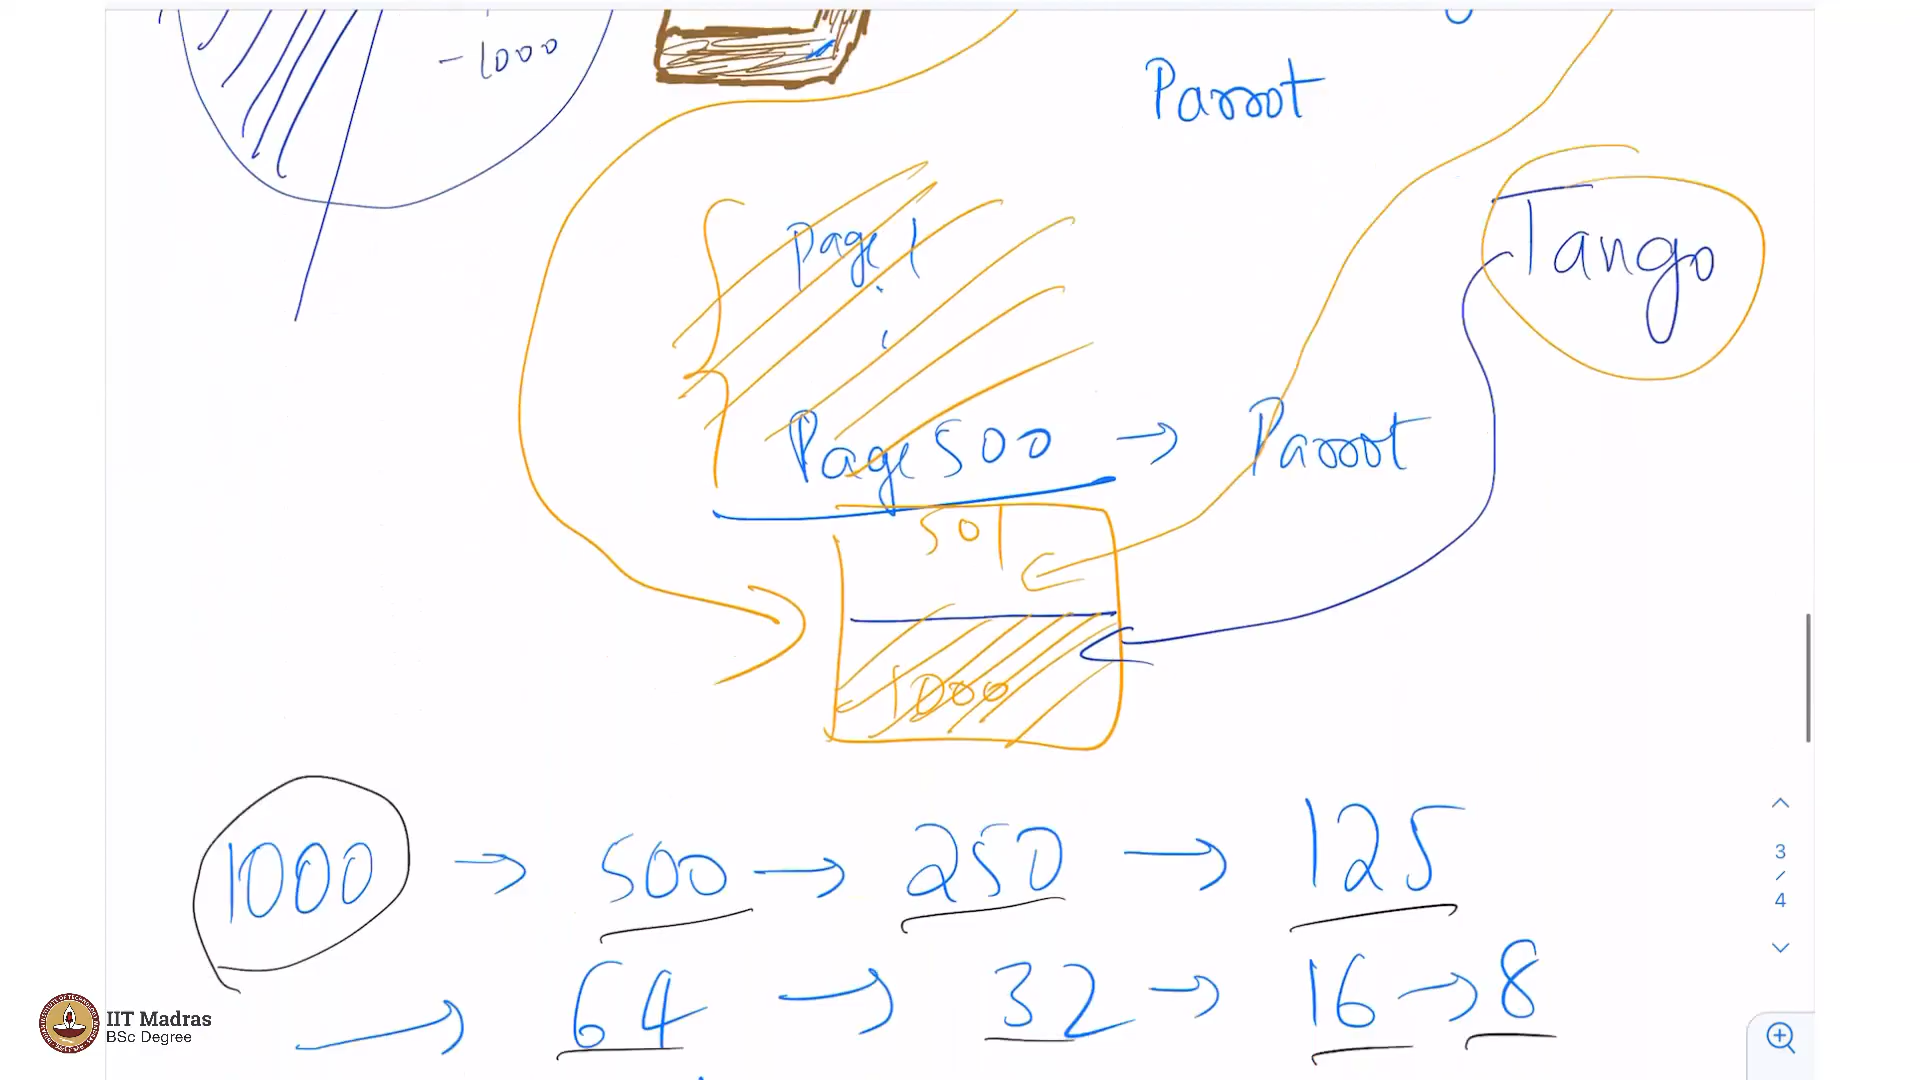 -1000
Parrot
Page 1
Tango
Page 500 → Parrot
501
1000
1000 → 500 → 250 → 125
→ 64 → 32 → 16 → 8
3
/
4
IIT Madras
BSc Degree